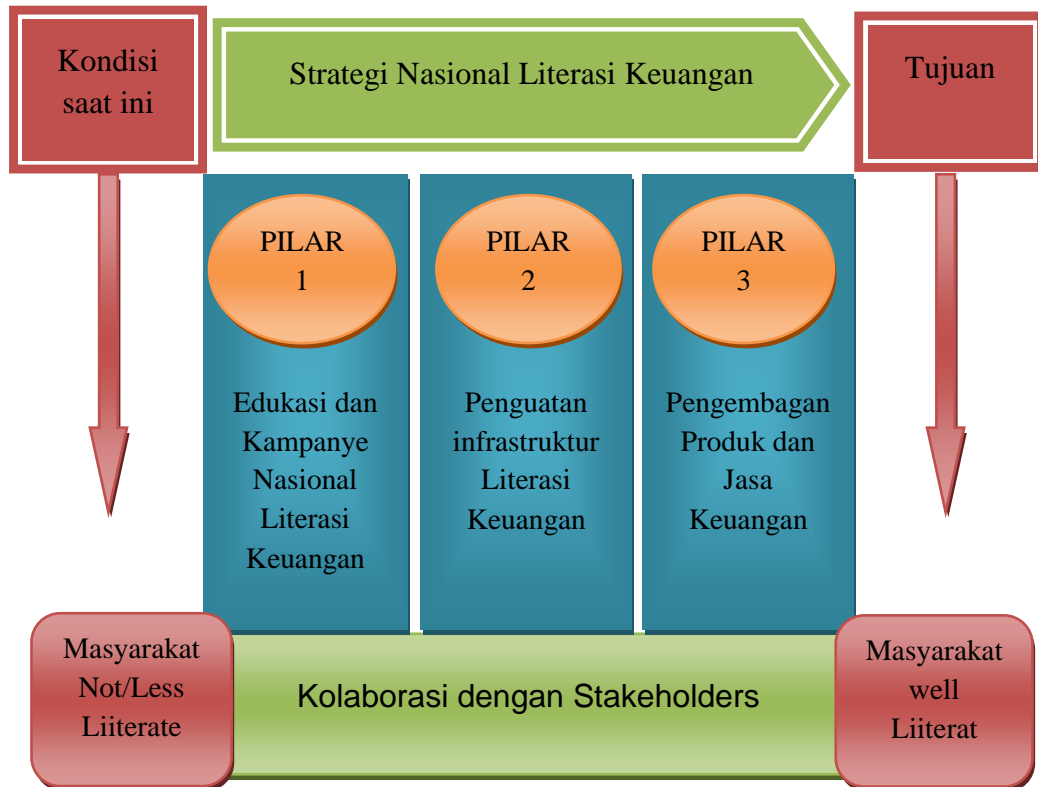 Kondisi
saat ini
Strategi Nasional Literasi Keuangan
Tujuan
PILAR
1
PILAR
2
PILAR
3
Edukasi dan
Kampanye
Nasional
Literasi
Keuangan
Penguatan
infrastruktur
Literasi
Keuangan
Pengembagan
Produk dan
Jasa
Keuangan
Masyarakat
Not/Less
Liiterate
Kolaborasi dengan Stakeholders
Masyarakat
well
Liiterat